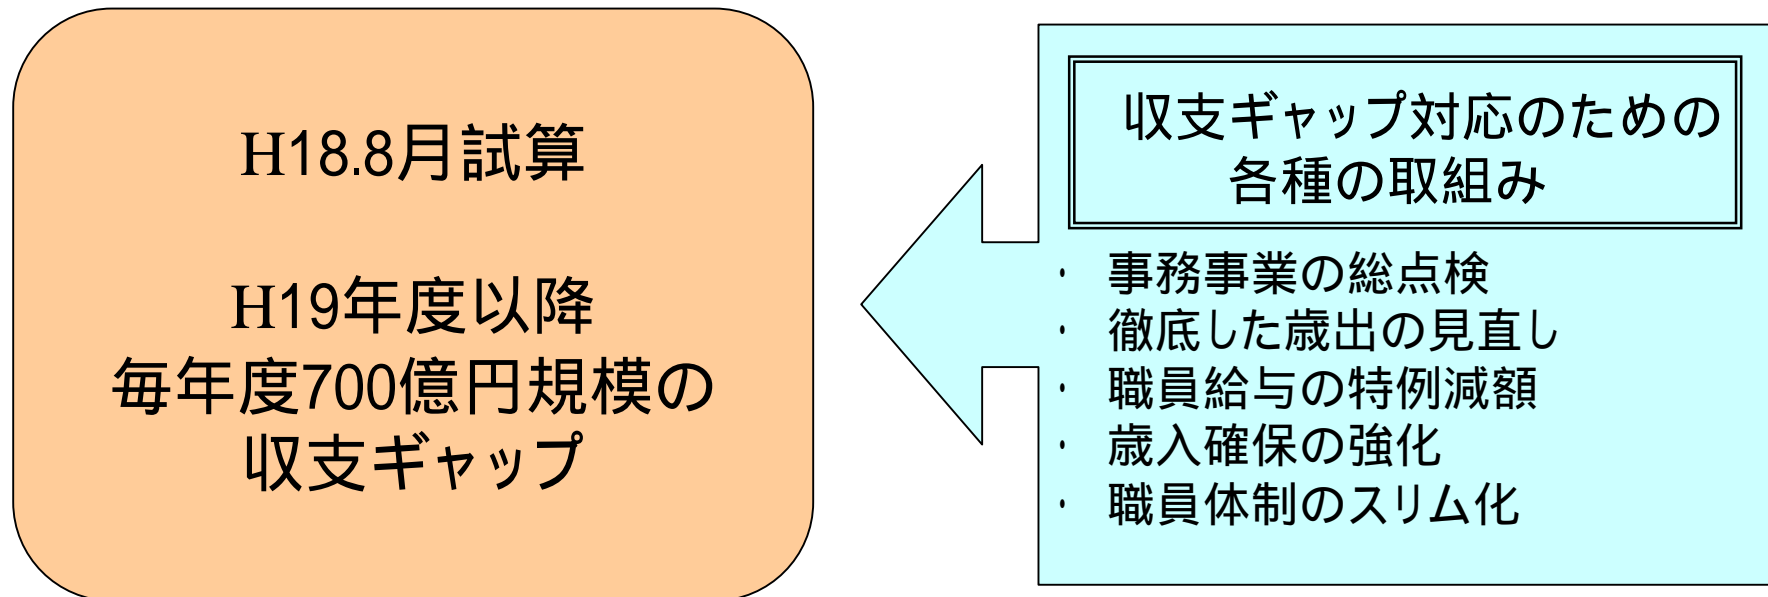 H18.8月試算
H19年度以降
毎年度700億円規模の
収支ギャップ
収支ギャップ対応のための
各種の取組み
・ 事務事業の総点検
・ 徹底した歳出の見直し
・ 職員給与の特例減額
・ 歳入確保の強化
・ 職員体制のスリム化